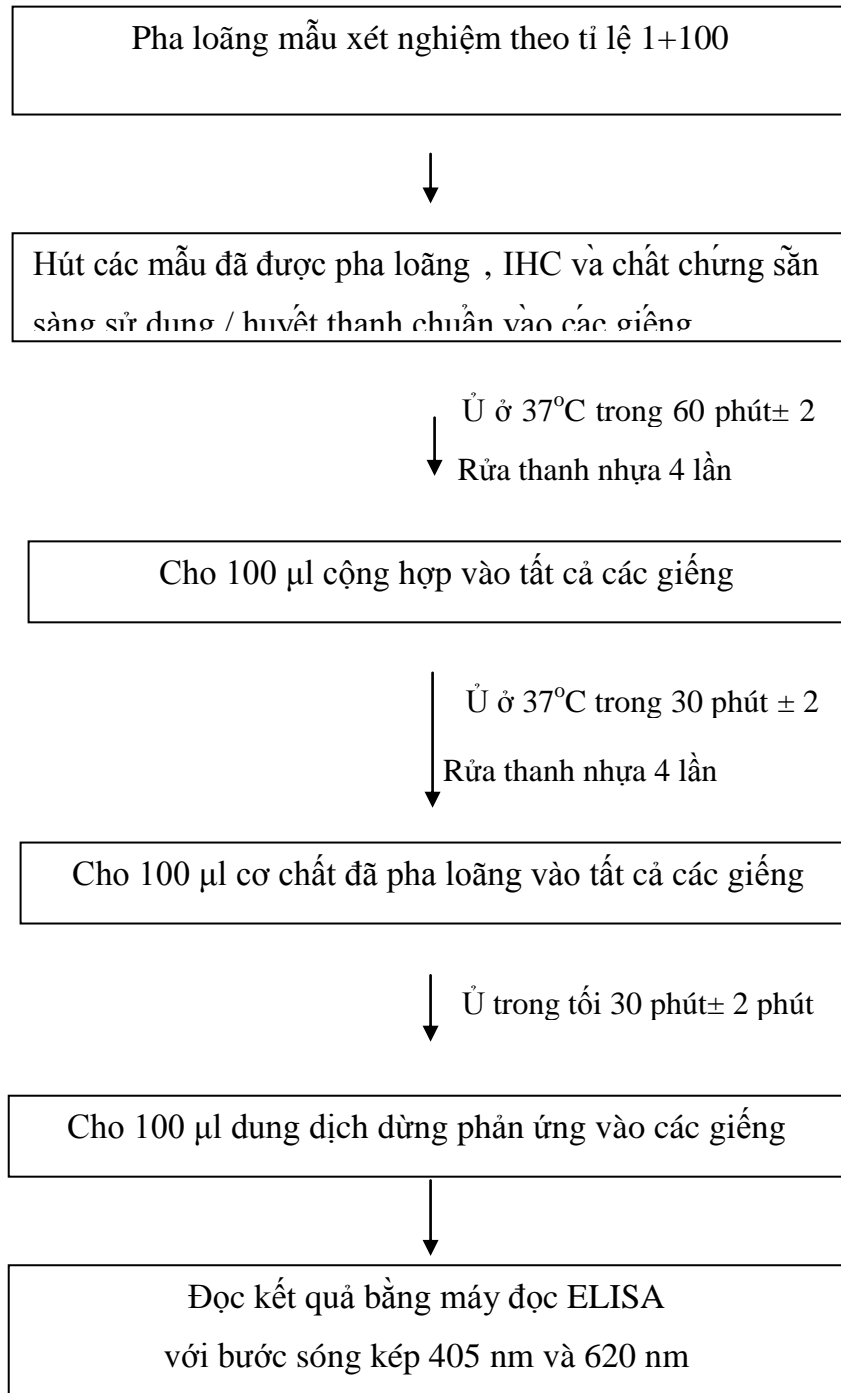 Pha loãng mẫu xét nghiệm theo tỉ lệ 1+100
Hút các mẫu đã được pha loãng , IHC và chất chứng sẵn
sàng sử dụng / huyết thanh chuẩn vào các giếng
Ủ ở 37°C trong 60 phút± 2
Rửa thanh nhựa 4 lần
Cho 100 µl cộng hợp vào tất cả các giếng
Ủ ở 37°C trong 30 phút ± 2
Rửa thanh nhựa 4 lần
Cho 100 µl cơ chất đã pha loãng vào tất cả các giếng
Ủ trong tối 30 phút± 2 phút
Cho 100 µl dung dịch dừng phản ứng vào các giếng
Đọc kết quả bằng máy đọc ELISA
với bước sóng kép 405 nm và 620 nm